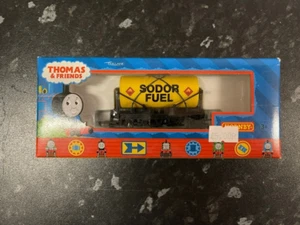 THOMAS
& FRIENDS
SODOR
FUEL
HORNBY